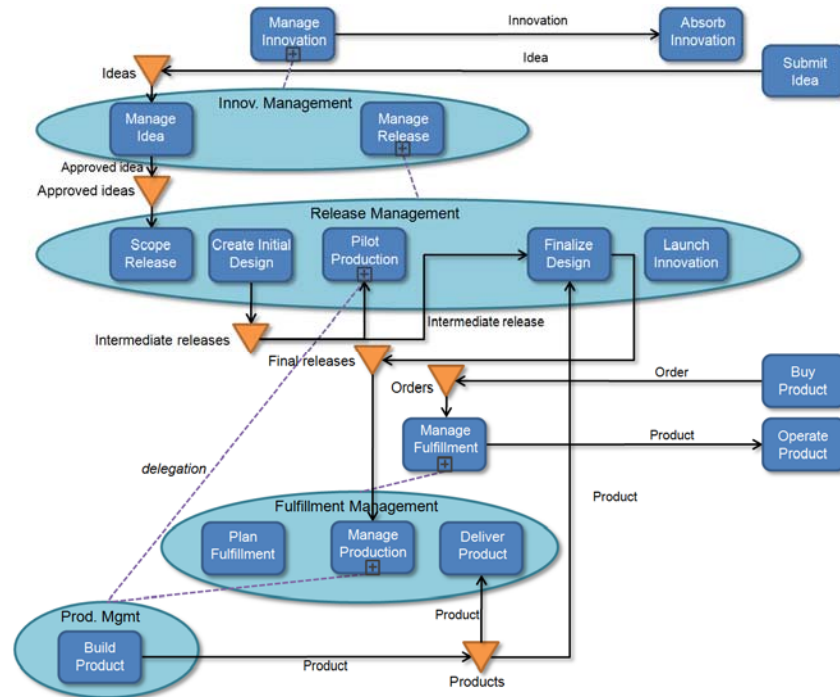 Manage
Innovation
Innovation
Absorb
Innovation
Idea
Submit
Idea
Ideas
Innov. Management
Manage
Idea
Manage
Release
Approved idea
Approved ideas
Release Management
Scope
Release
Create Initial
Design
Pilot
Production
Finalize
Design
Launch
Innovation
Intermediate releases
Intermediate release
Final releases
Orders
Order
Buy
Product
Manage
Fulfillment
Product
Operate
Product
delegation
Product
Fulfillment Management
Plan
Fulfillment
Manage
Production
Deliver
Product
Product
Prod. Mgmt
Build
Product
Product
Products